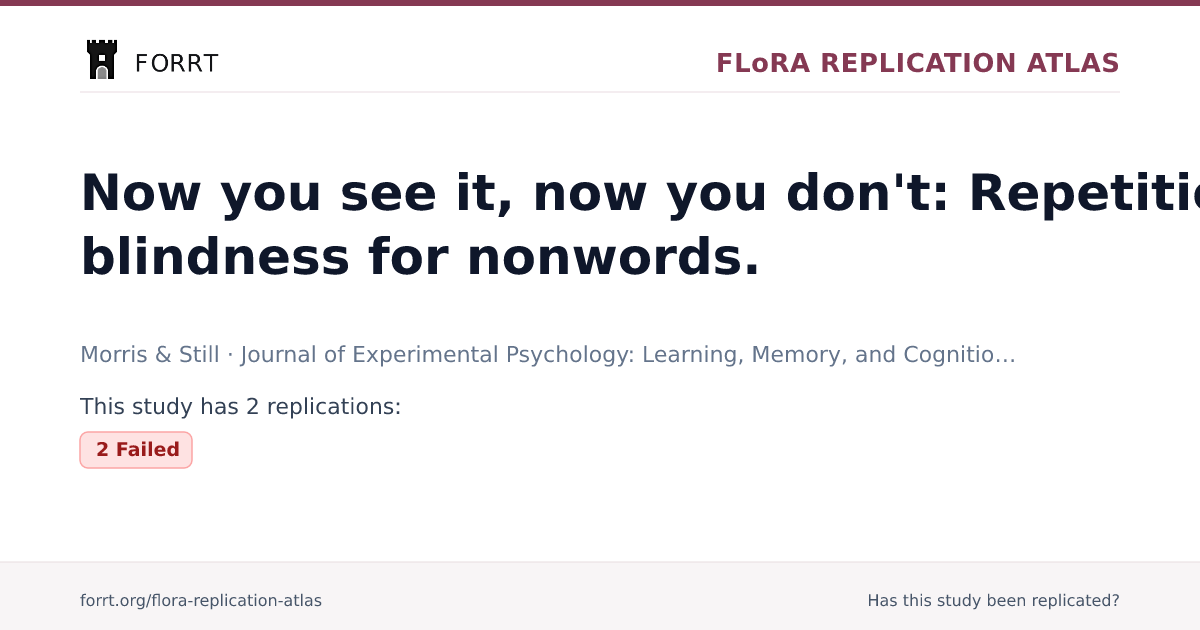 FORRT
FLoRA REPLICATION ATLAS
Now you see it, now you don't: Repetitio
blindness for nonwords.
Morris & Still · Journal of Experimental Psychology: Learning, Memory, and Cognitio…
This study has 2 replications:
2 Failed
forrt.org/flora-replication-atlas
Has this study been replicated?